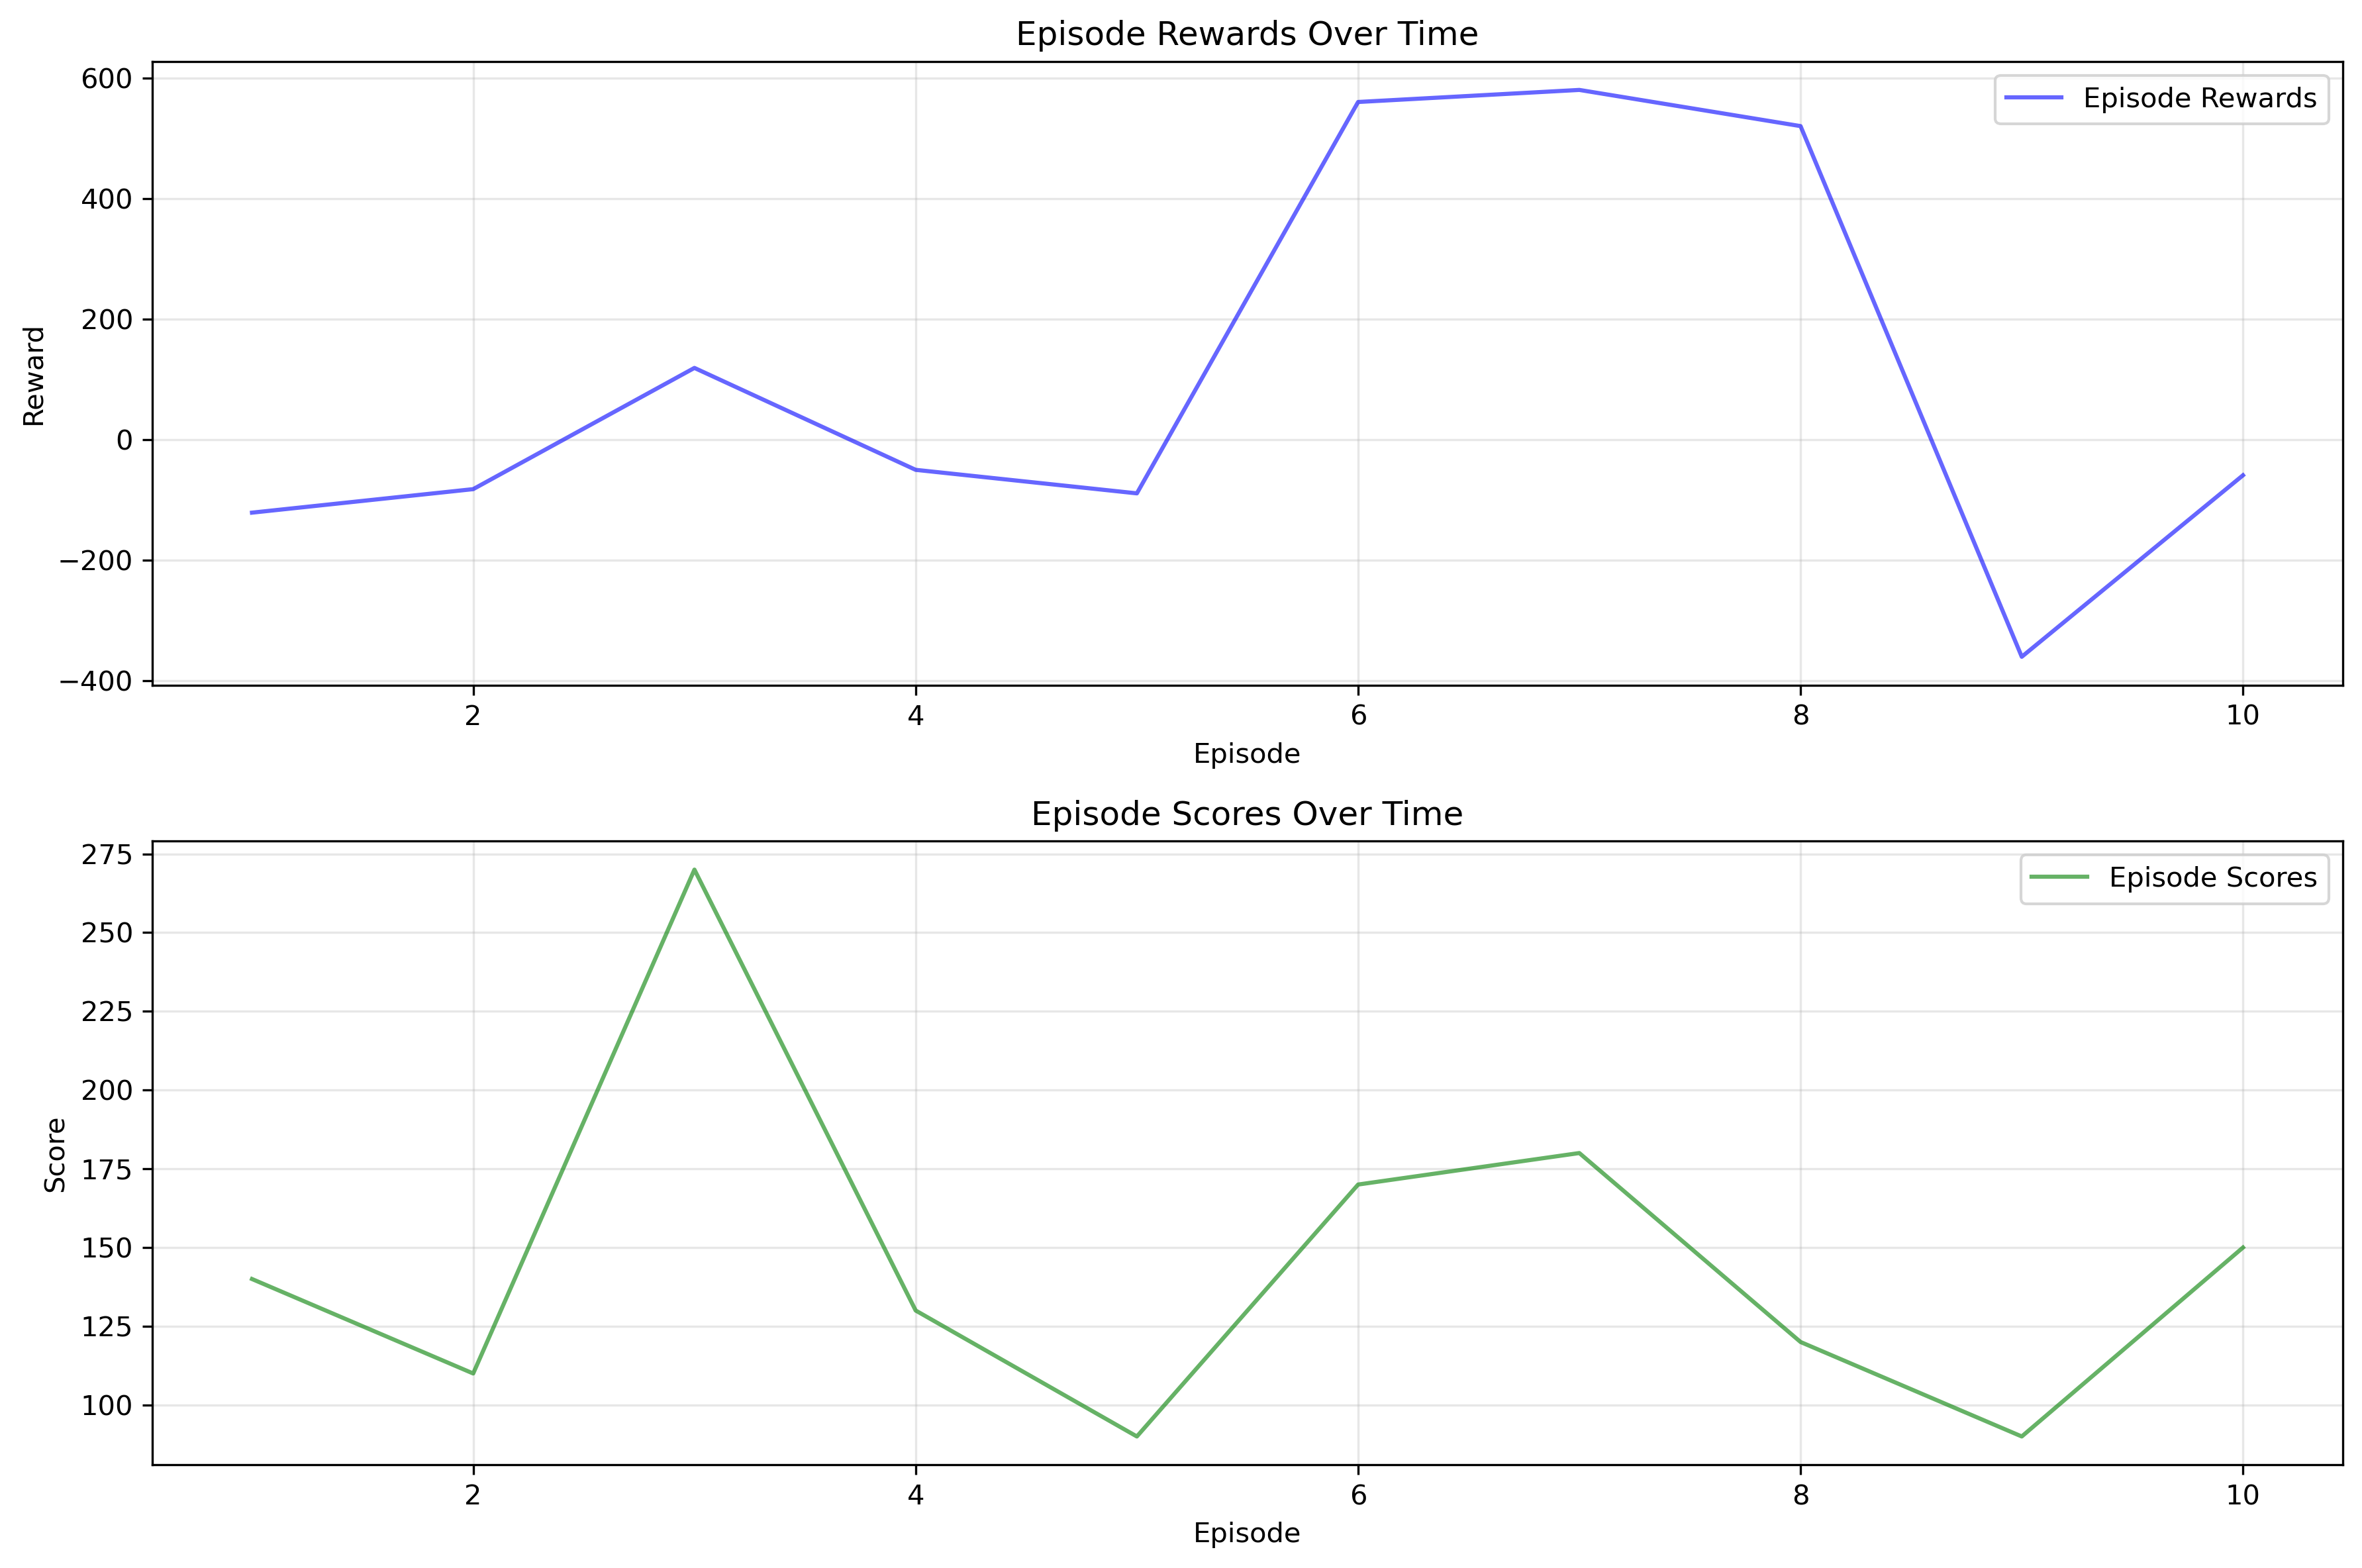 Episode Rewards Over Time
Episode Rewards
600
400
200
0
−200
−400
Reward
2 4 6 8 10
Episode
Episode Scores Over Time
Episode Scores
275
250
225
200
175
150
125
100
Score
2 4 6 8 10
Episode